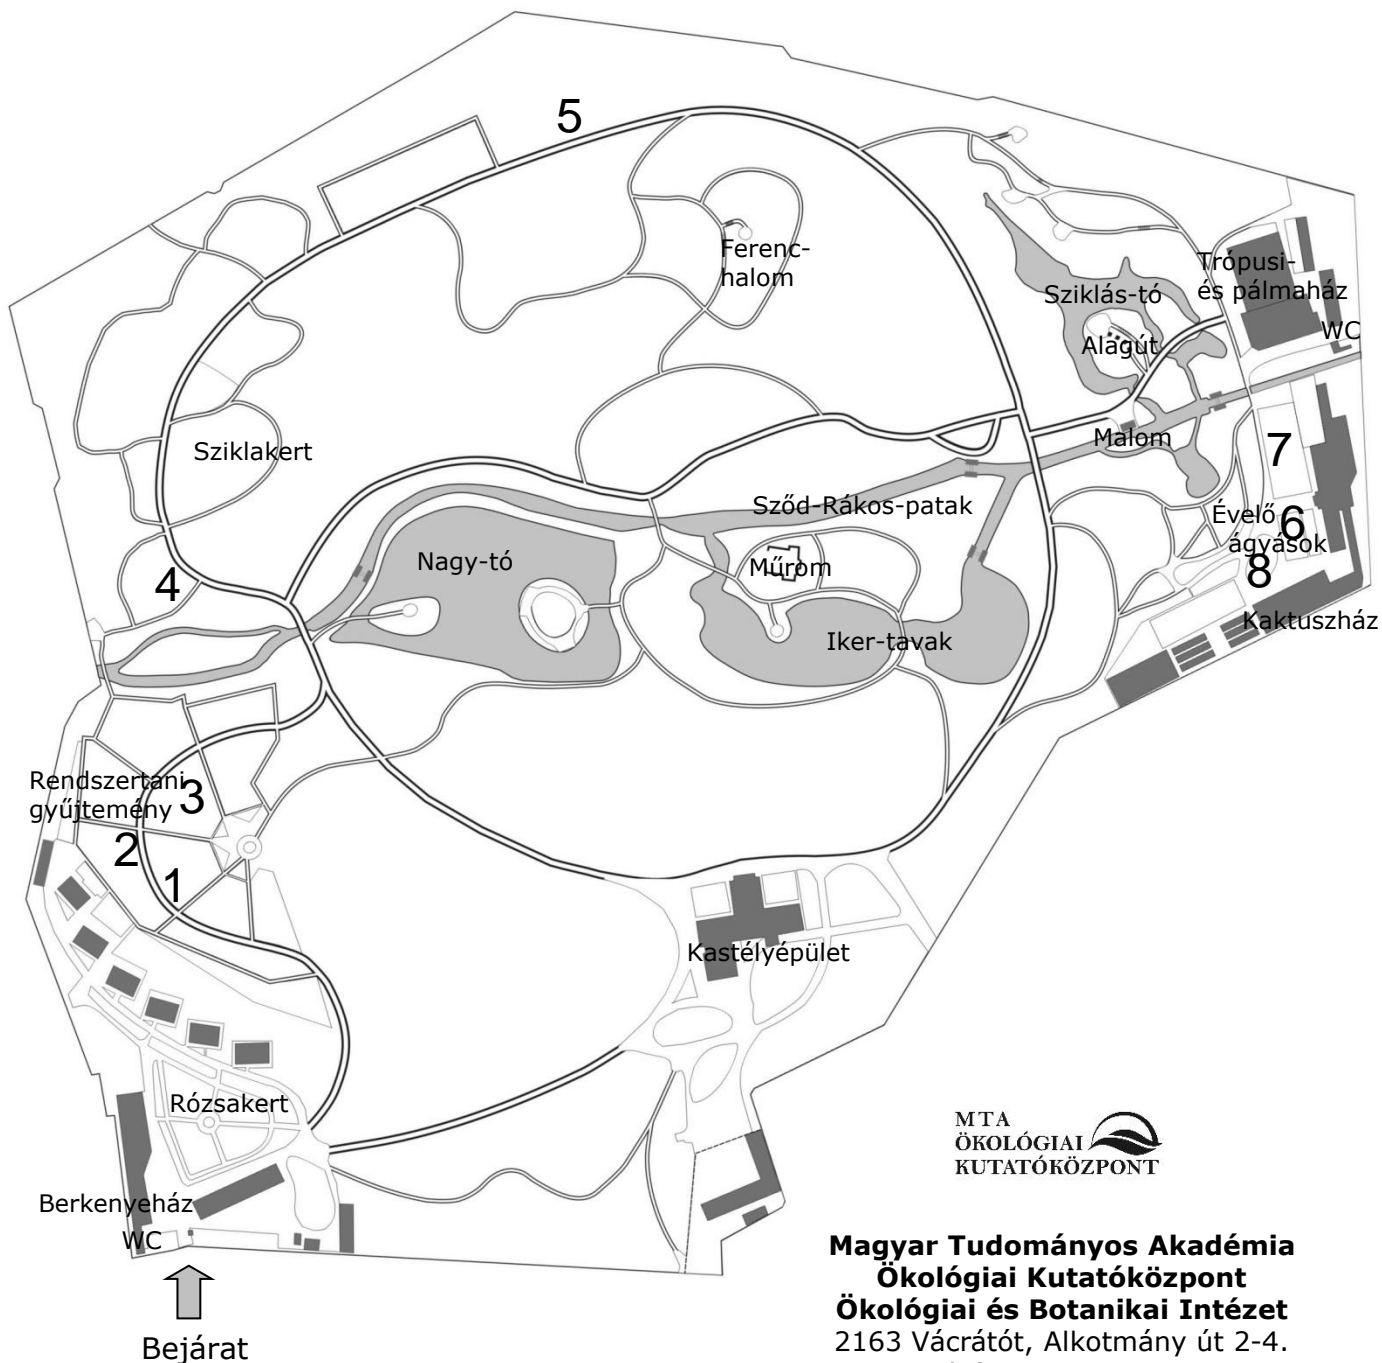 5
Ferenc-
halom
Trópusi-
és pálmaház
Sziklás-tó
WC
Alagút
Malom
Sziklakert
7
Sződ-Rákos-patak
Évelő
ágyások
6
Nagy-tó
Műrom
4
8
Kaktuszház
Iker-tavak
Rendszertani
gyűjtemény
3
2
1
Kastélyépület
Rózsakert
MTA
ÖKOLÓGIAI
KUTATÓKÖZPONT
Berkenyeház
WC
Bejárat
Magyar Tudományos Akadémia
Ökológiai Kutatóközpont
Ökológiai és Botanikai Intézet
2163 Vácrátót, Alkotmány út 2-4.